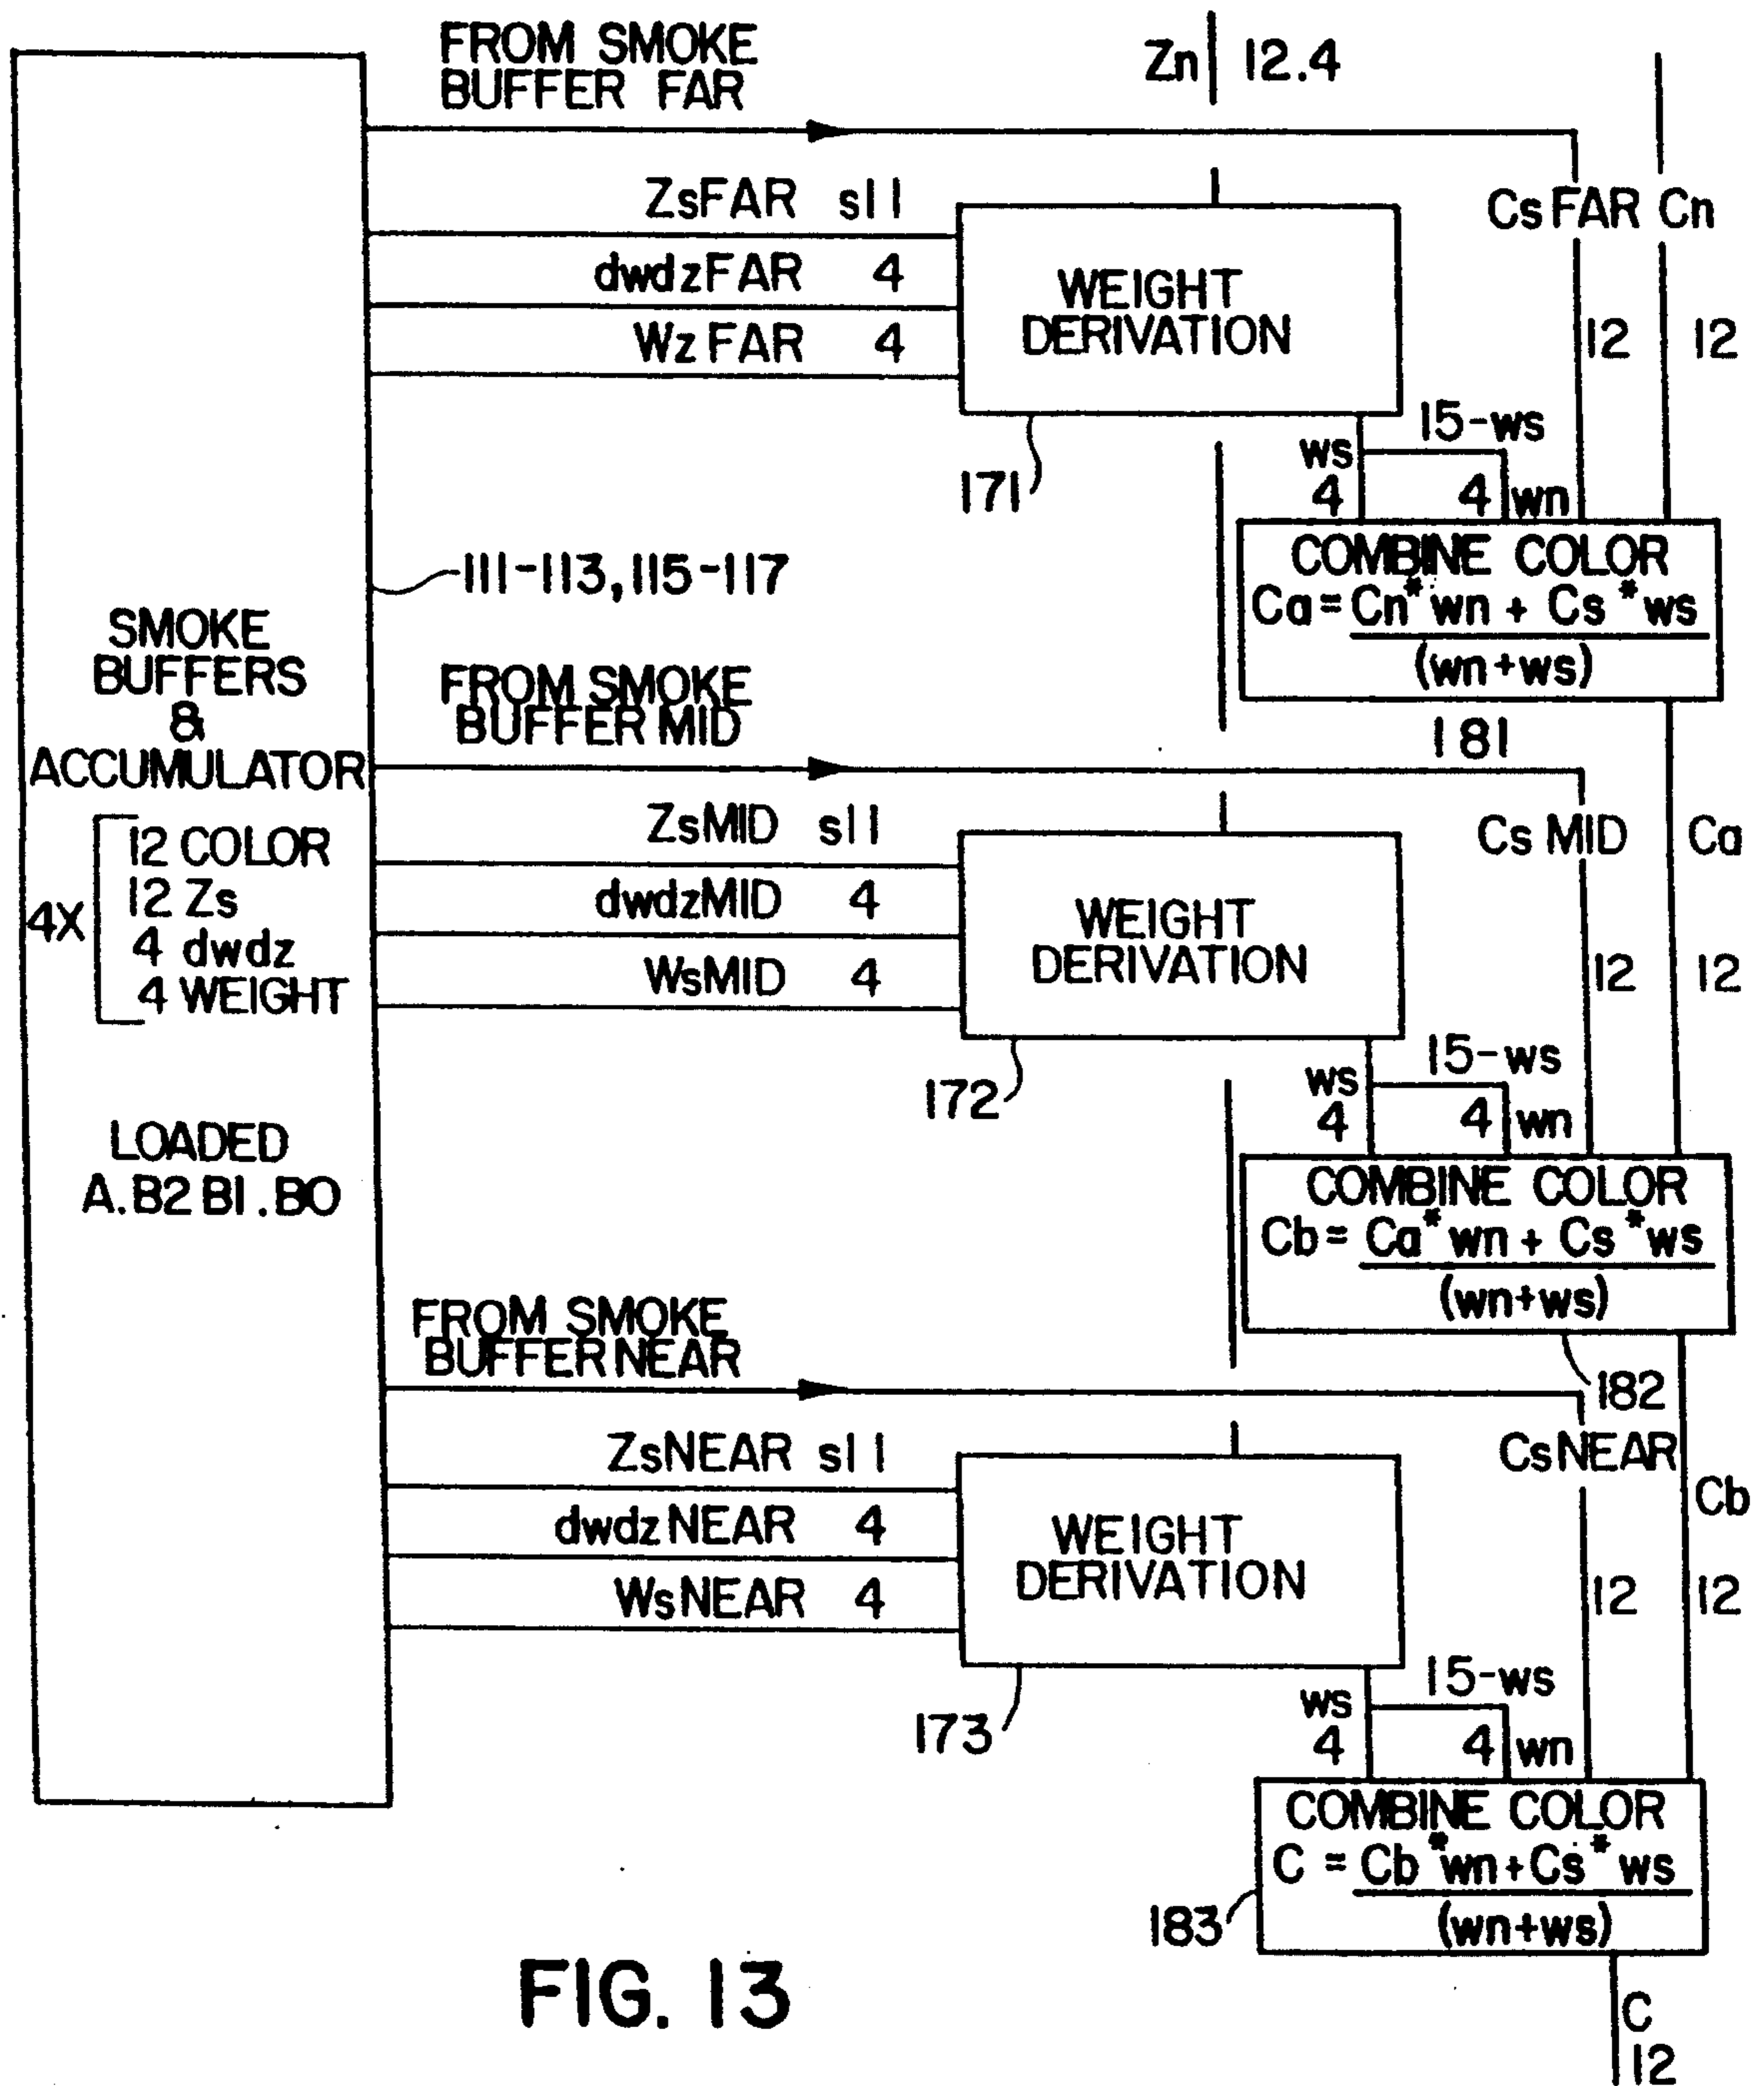 FROM SMOKE
BUFFER FAR
Zn 12.4
ZsFAR s11
dwdzFAR 4
WzFAR 4
WEIGHT
DERIVATION
171
CsFAR Cn
12 12
15-ws
ws
4 4 wn
COMBINE COLOR
Ca = Cn*wn + Cs*ws
(wn+ws)
181
111-113, 115-117
SMOKE
BUFFERS
&
ACCUMULATOR
4X
12 COLOR
12 Zs
4 dwdz
4 WEIGHT
LOADED
A.B2 B1.B0
FROM SMOKE
BUFFER MID
ZsMID s11
dwdzMID 4
WsMID 4
WEIGHT
DERIVATION
172
Cs MID Ca
12 12
15-ws
ws
4 4 wn
COMBINE COLOR
Cb = Ca*wn + Cs*ws
(wn+ws)
182
FROM SMOKE
BUFFER NEAR
ZsNEAR s11
dwdzNEAR 4
WsNEAR 4
WEIGHT
DERIVATION
173
CsNEAR
Cb
12 12
15-ws
ws
4 4 wn
COMBINE COLOR
C = Cb*wn+Cs*ws
(wn+ws)
183
C
12
FIG. 13